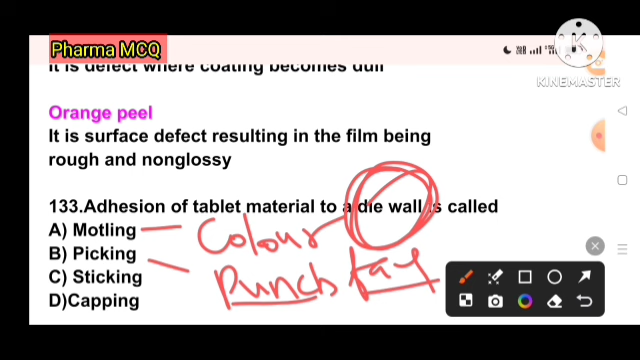 Pharma MCQ
KINEMASTER
It is defect where coating becomes dull
Orange peel
It is surface defect resulting in the film being
rough and nonglossy
133.Adhesion of tablet material to a die wall is called
A) Motling
Colour
B) Picking
Punch face
C) Sticking
D)Capping